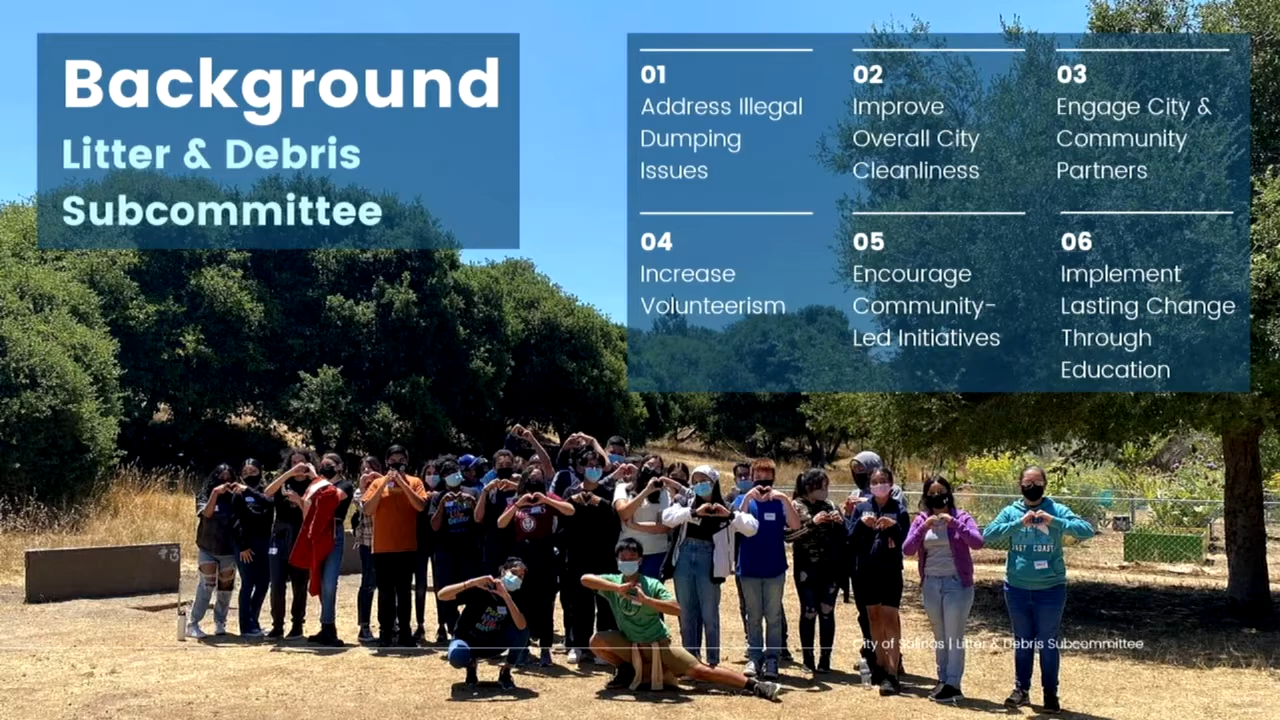 Background
Litter & Debris
Subcommittee
01
Address Illegal
Dumping
Issues
02
Improve
Overall City
Cleanliness
03
Engage City &
Community
Partners
04
Increase
Volunteerism
05
Encourage
Community-
Led Initiatives
06
Implement
Lasting Change
Through
Education
City of Salinas | Litter & Debris Subcommittee